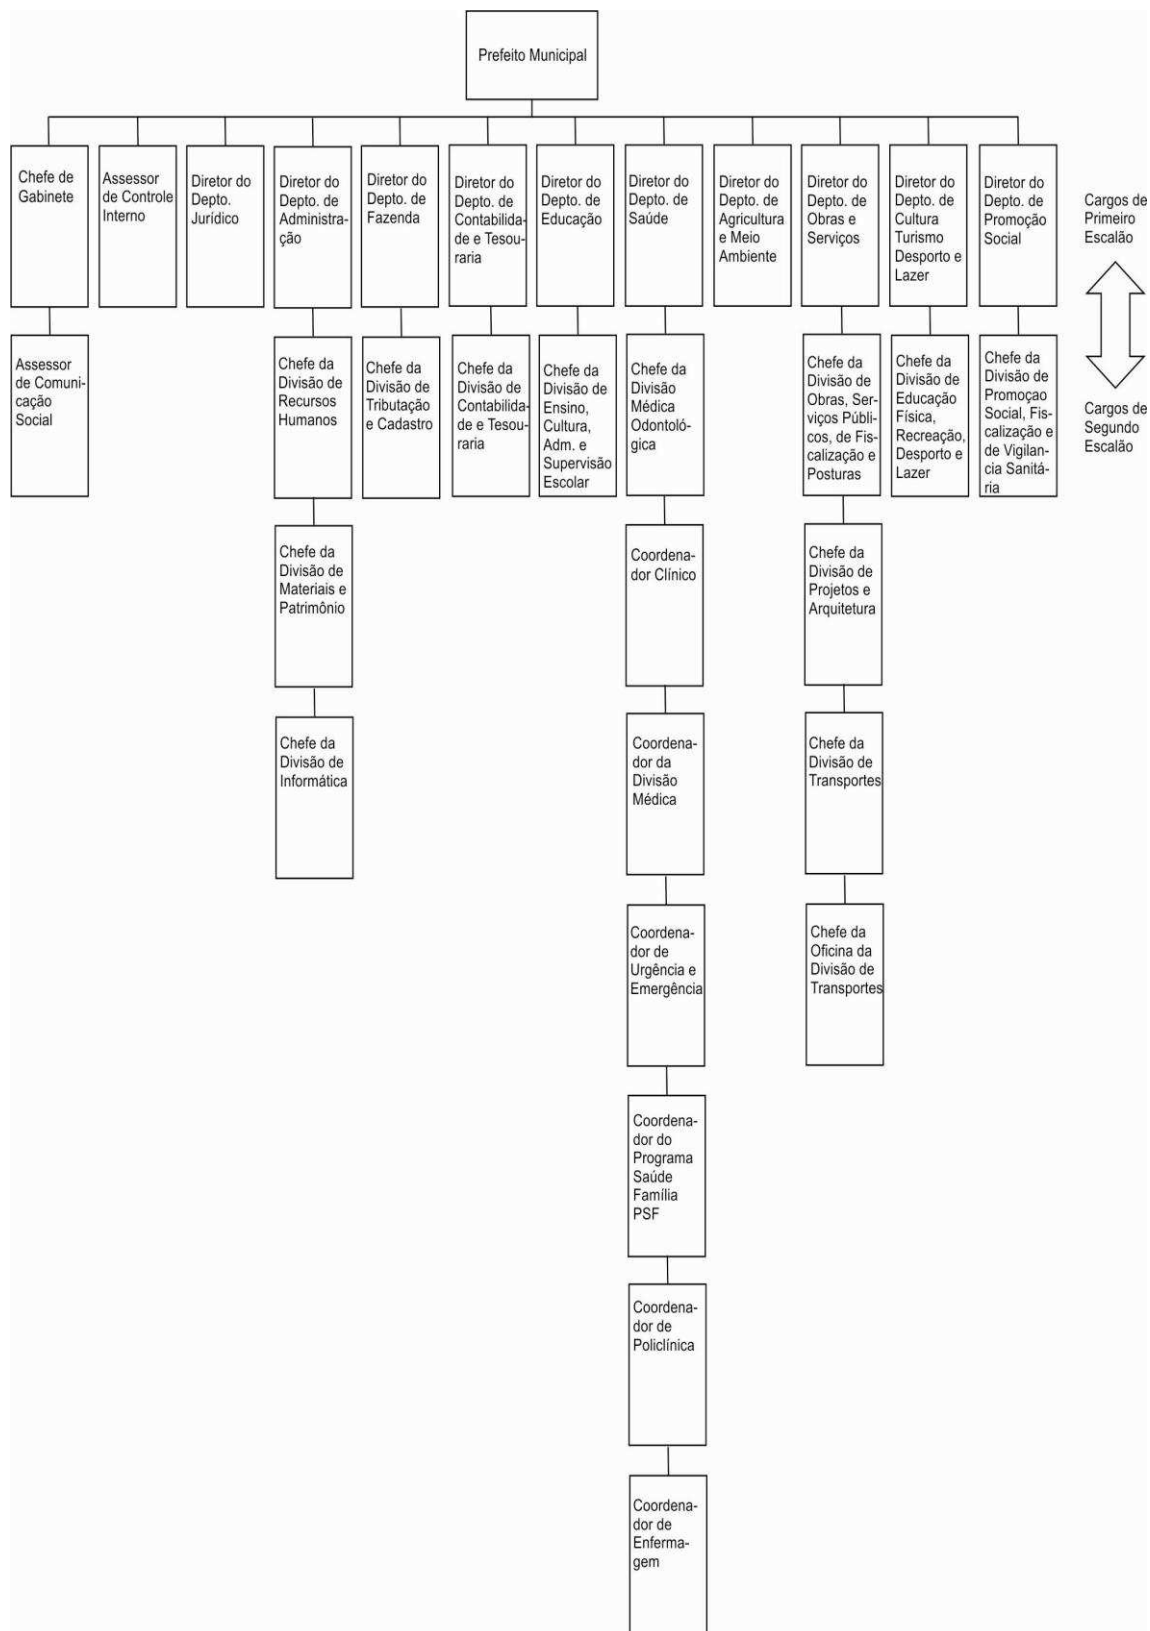 Prefeito Municipal
Chefe de
Gabinete
Assessor
de Controle
Interno
Diretor do
Depto.
Jurídico
Diretor do
Depto. de
Administra-
ção
Diretor do
Depto. de
Fazenda
Diretor do
Depto. de
Contabilida-
de e Tesou-
raria
Diretor do
Depto. de
Educação
Diretor do
Depto. de
Saúde
Diretor do
Depto. de
Agricultura
e Meio
Ambiente
Diretor do
Depto. de
Obras e
Serviços
Diretor do
Depto. de
Cultura
Turismo
Desporto e
Lazer
Diretor do
Depto. de
Promoção
Social
Cargos de
Primeiro
Escalão
Assessor
de Comuni-
cação
Social
Chefe da
Divisão de
Recursos
Humanos
Chefe da
Divisão de
Tributação
e Cadastro
Chefe da
Divisão de
Contabilida-
de e Tesou-
raria
Chefe da
Divisão de
Ensino,
Cultura,
Adm. e
Supervisão
Escolar
Chefe da
Divisão
Médica
Odontoló-
gica
Chefe da
Divisão de
Obras, Ser-
viços Públi-
cos, de Fis-
calização e
Posturas
Chefe da
Divisão de
Educação
Física,
Recreação,
Desporto e
Lazer
Chefe da
Divisão de
Promoçao
Social, Fis-
calização e
de Vigilan-
cia Sanitá-
ria
Cargos de
Segundo
Escalão
Chefe da
Divisão de
Materiais e
Patrimônio
Coordena-
dor Clínico
Chefe da
Divisão de
Projetos e
Arquitetura
Chefe da
Divisão de
Informática
Coordena-
dor da
Divisão
Médica
Chefe da
Divisão de
Transportes
Coordena-
dor de
Urgência e
Emergência
Chefe da
Oficina da
Divisão de
Transportes
Coordena-
dor do
Programa
Saúde
Família
PSF
Coordena-
dor de
Policlínica
Coordena-
dor de
Enferma-
gem